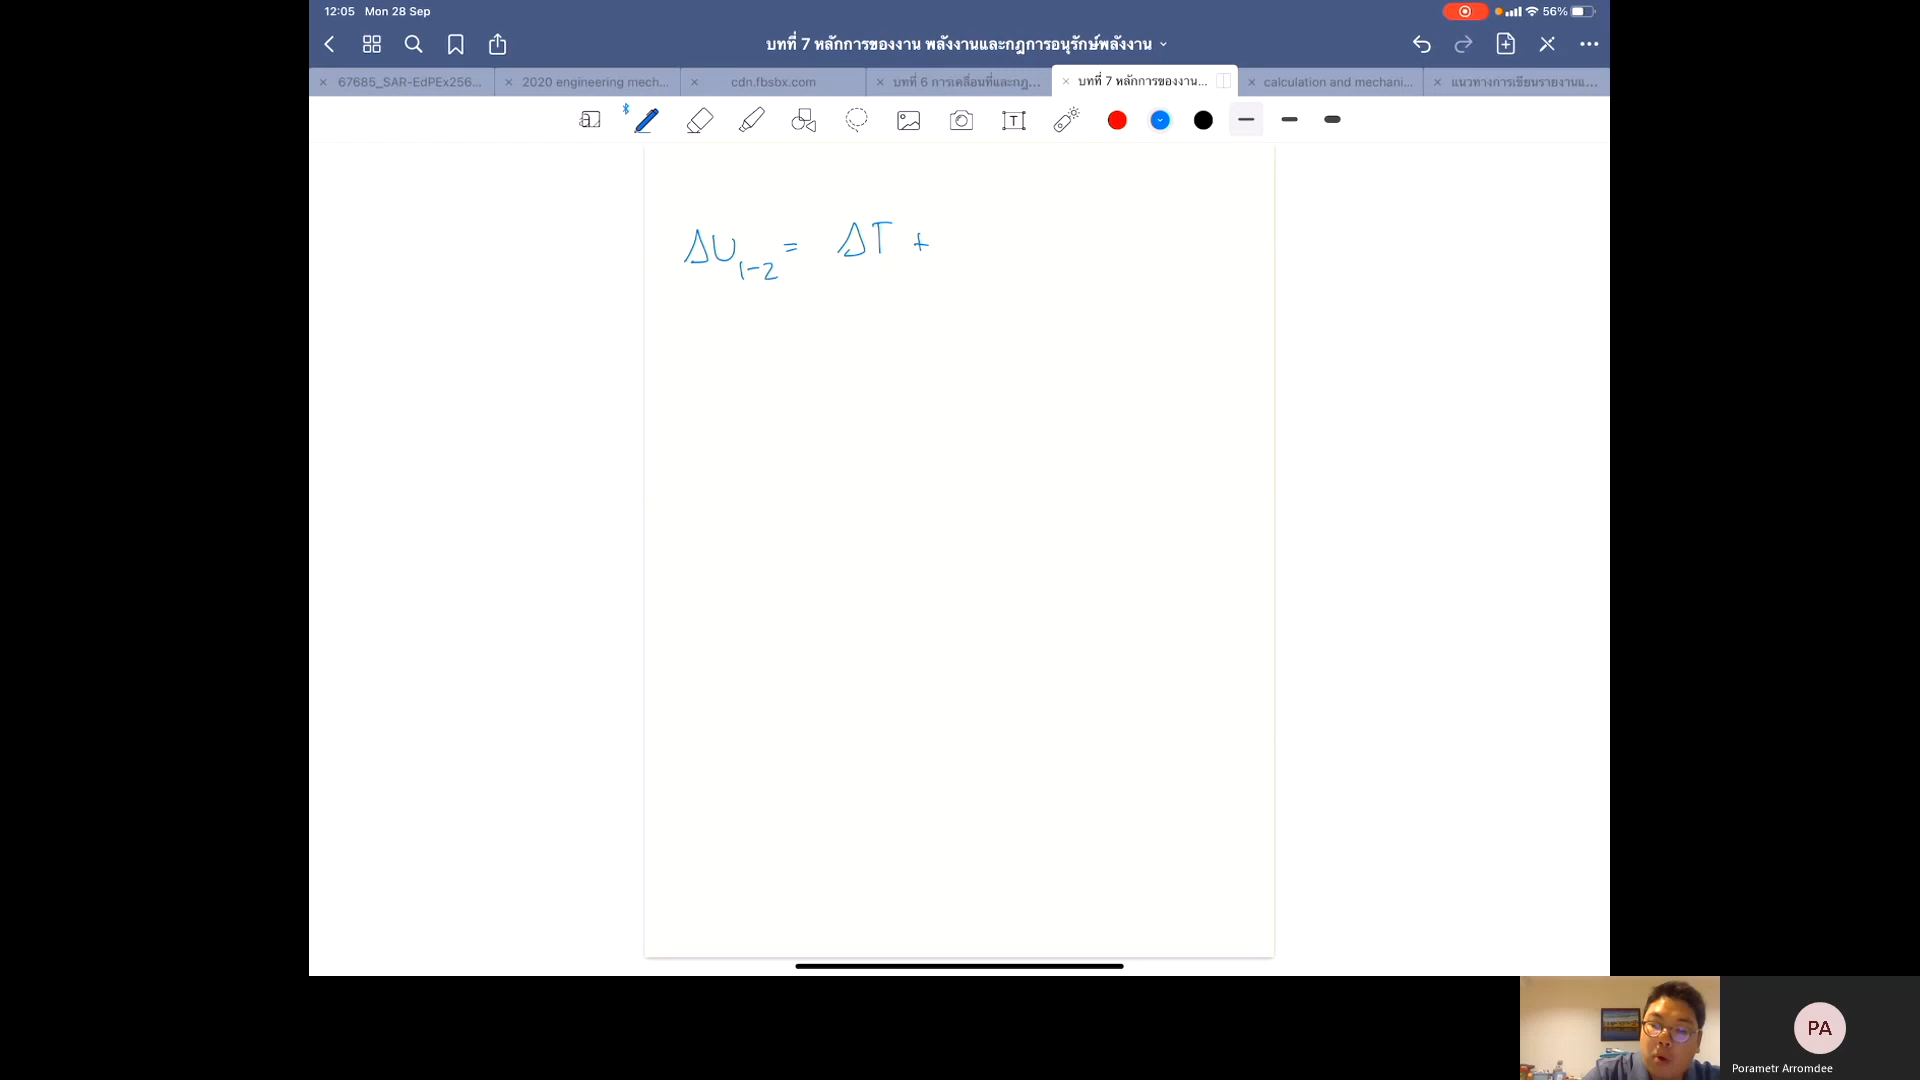 12:05 Mon 28 Sep
56%
บทที่ 7 หลักการของงาน พลังงานและกฎการอนุรักษ์พลังงาน
67685_SAR-EdPEx256...
2020 engineering mech...
cdn.fbsbx.com
บทที่ 6 การเคลื่อนที่และกฎ...
บทที่ 7 หลักการของงาน...
calculation and mechani...
แนวทางการเขียนรายงานแ...
T
ΔU₁₋₂ = ΔT +
PA
Porametr Arromdee